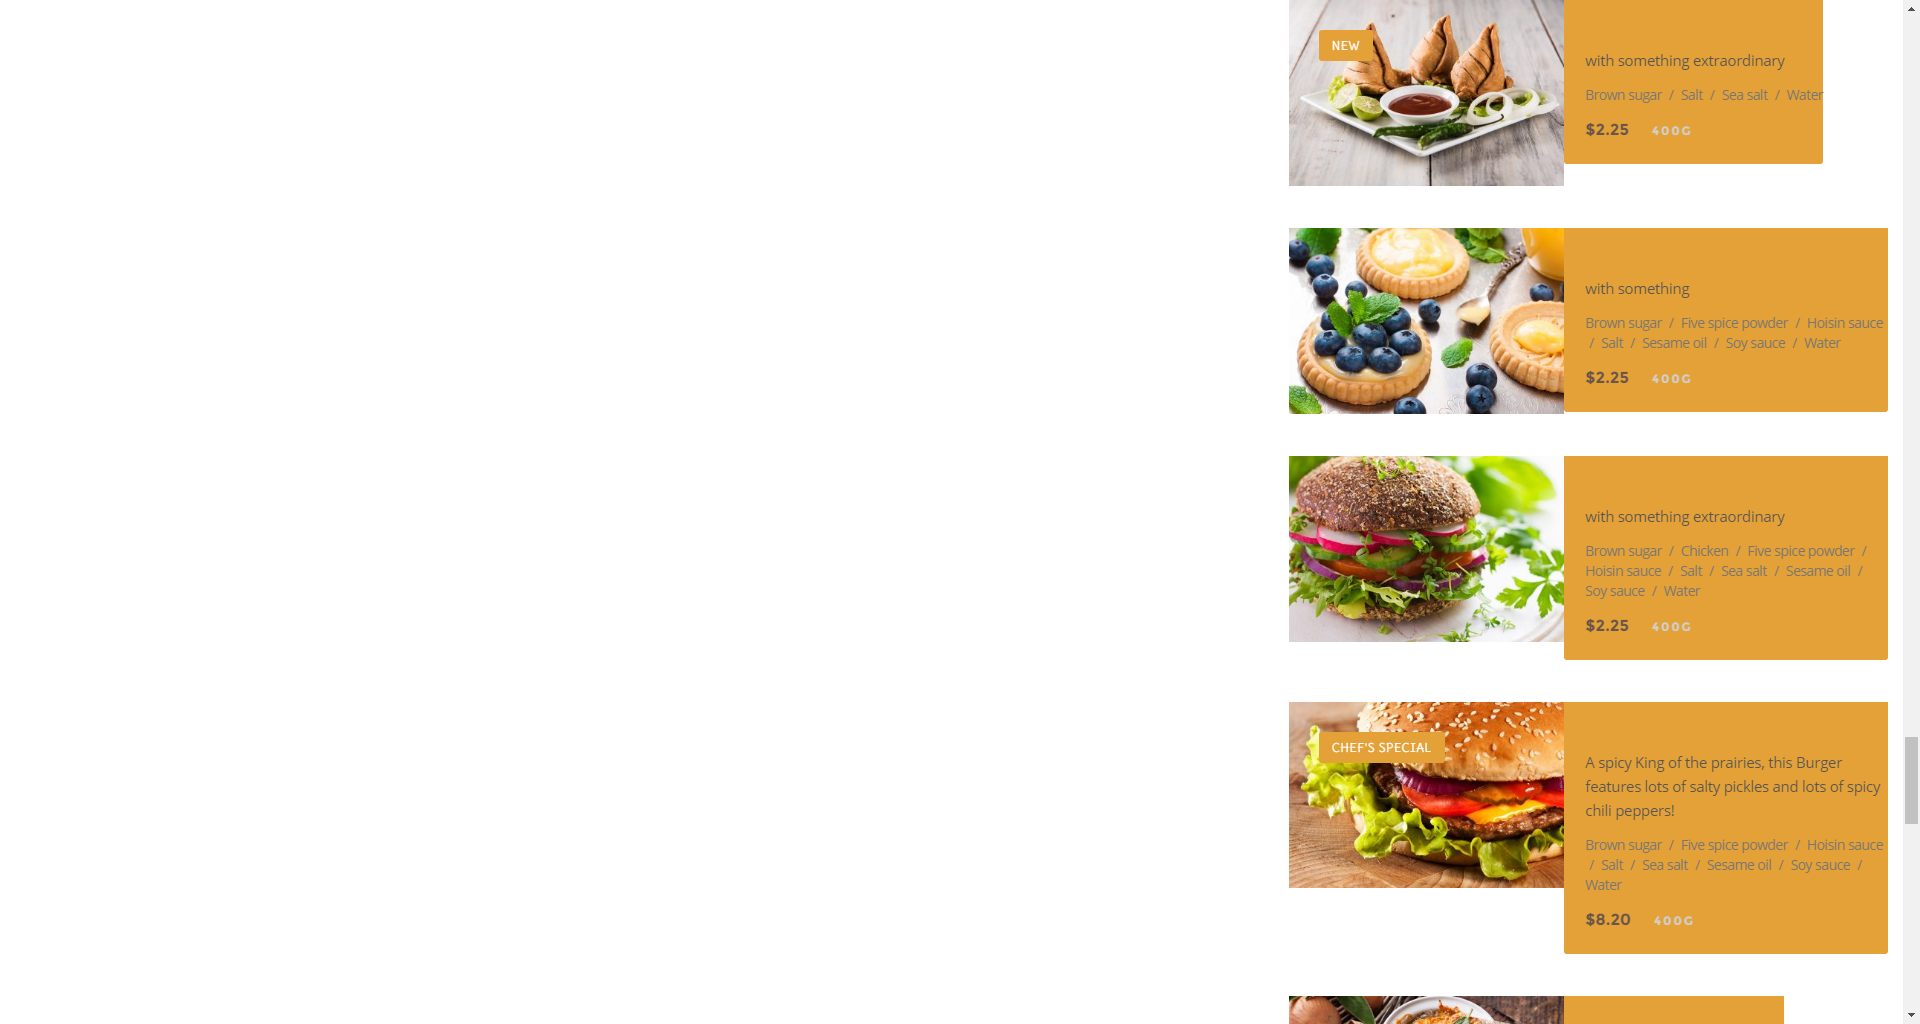 NEW
with something extraordinary
Brown sugar / Salt / Sea salt / Water
$2.25 400G
with something
Brown sugar / Five spice powder / Hoisin sauce
/ Salt / Sesame oil / Soy sauce / Water
$2.25 400G
with something extraordinary
Brown sugar / Chicken / Five spice powder /
Hoisin sauce / Salt / Sea salt / Sesame oil /
Soy sauce / Water
$2.25 400G
CHEF'S SPECIAL
A spicy King of the prairies, this Burger
features lots of salty pickles and lots of spicy
chili peppers!
Brown sugar / Five spice powder / Hoisin sauce
/ Salt / Sea salt / Sesame oil / Soy sauce /
Water
$8.20 400G